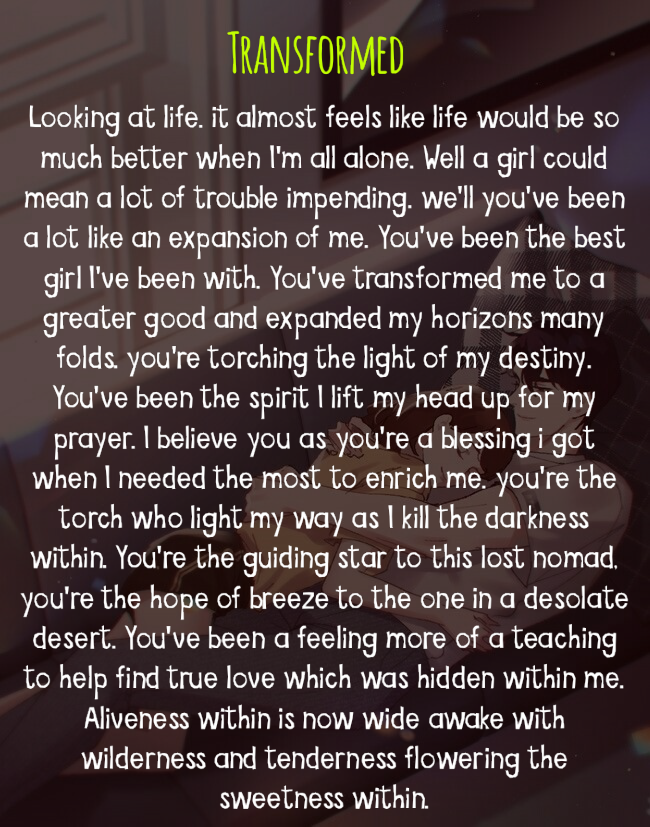 TRANSFORMED
Looking at life. it almost feels like life would be so
much better when I'm all alone. Well a girl could
mean a lot of trouble impending. we'll you've been
a lot like an expansion of me. You've been the best
girl I've been with. You've transformed me to a
greater good and expanded my horizons many
folds. you're torching the light of my destiny.
You've been the spirit I lift my head up for my
prayer. I believe you as you're a blessing i got
when I needed the most to enrich me. you're the
torch who light my way as I kill the darkness
within. You're the guiding star to this lost nomad.
you're the hope of breeze to the one in a desolate
desert. You've been a feeling more of a teaching
to help find true love which was hidden within me.
Aliveness within is now wide awake with
wilderness and tenderness flowering the
sweetness within.